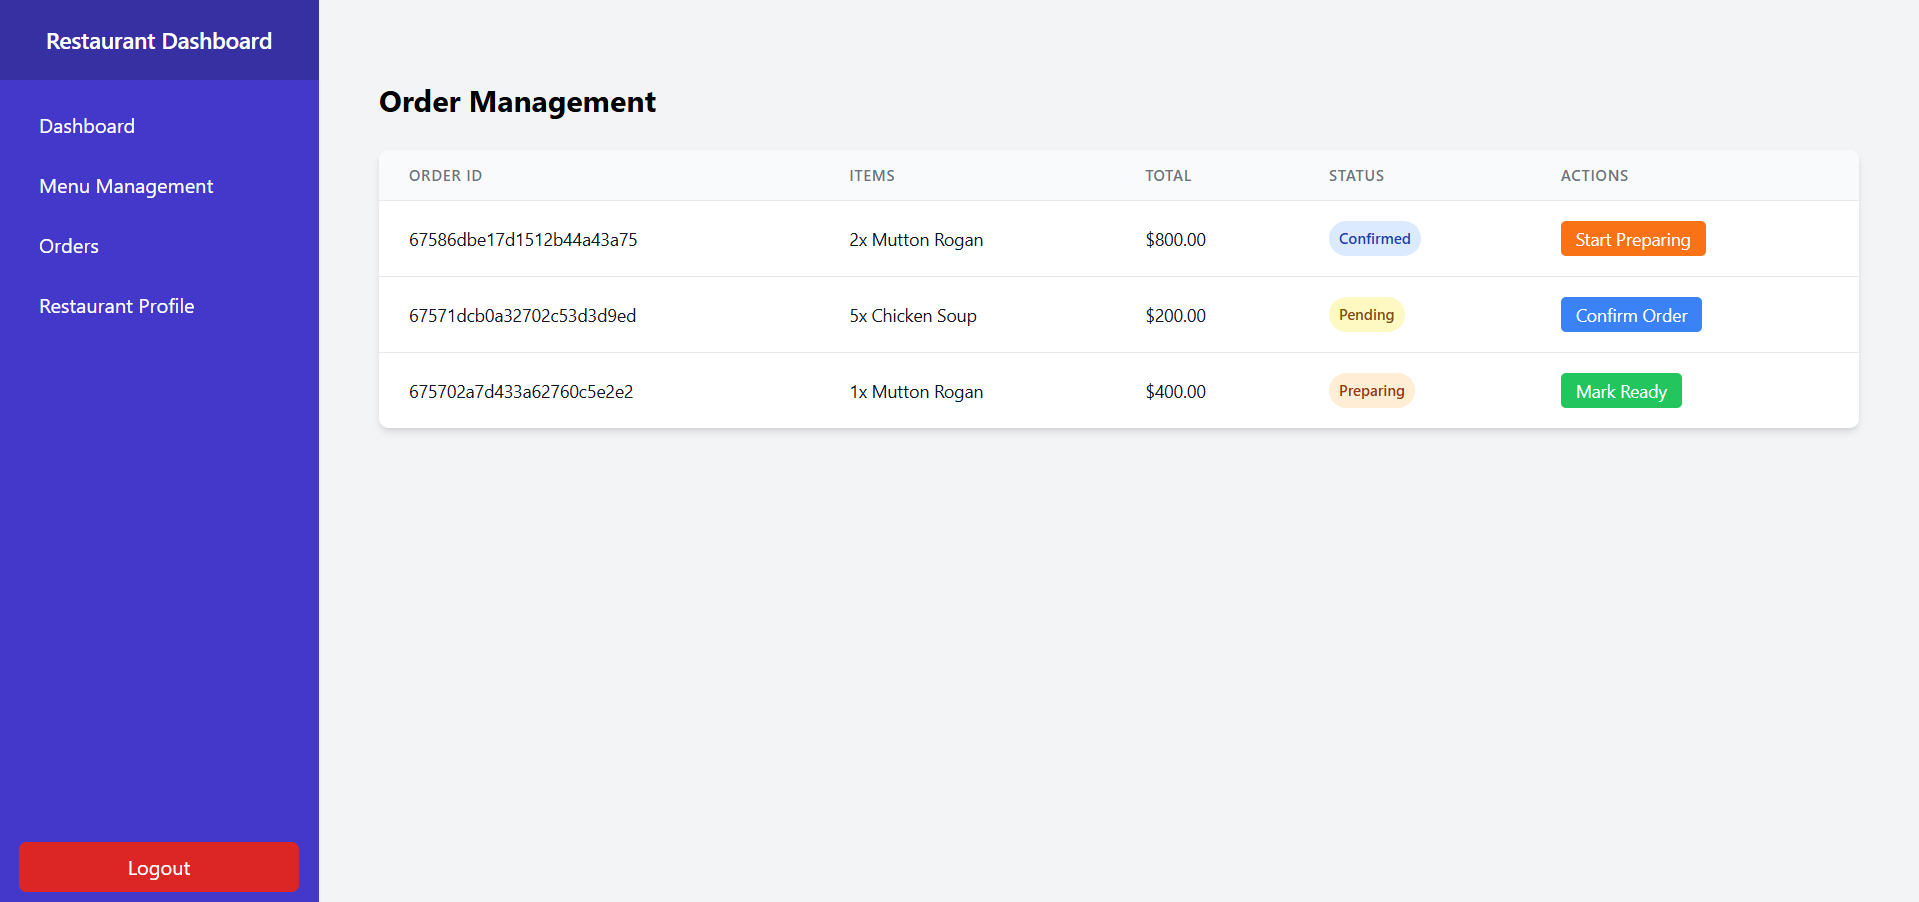 Restaurant Dashboard
Dashboard
Menu Management
Orders
Restaurant Profile
Logout
Order Management
ORDER ID ITEMS TOTAL STATUS ACTIONS
67586dbe17d1512b44a43a75 2x Mutton Rogan $800.00 Confirmed Start Preparing
67571dcb0a32702c53d3d9ed 5x Chicken Soup $200.00 Pending Confirm Order
675702a7d433a62760c5e2e2 1x Mutton Rogan $400.00 Preparing Mark Ready